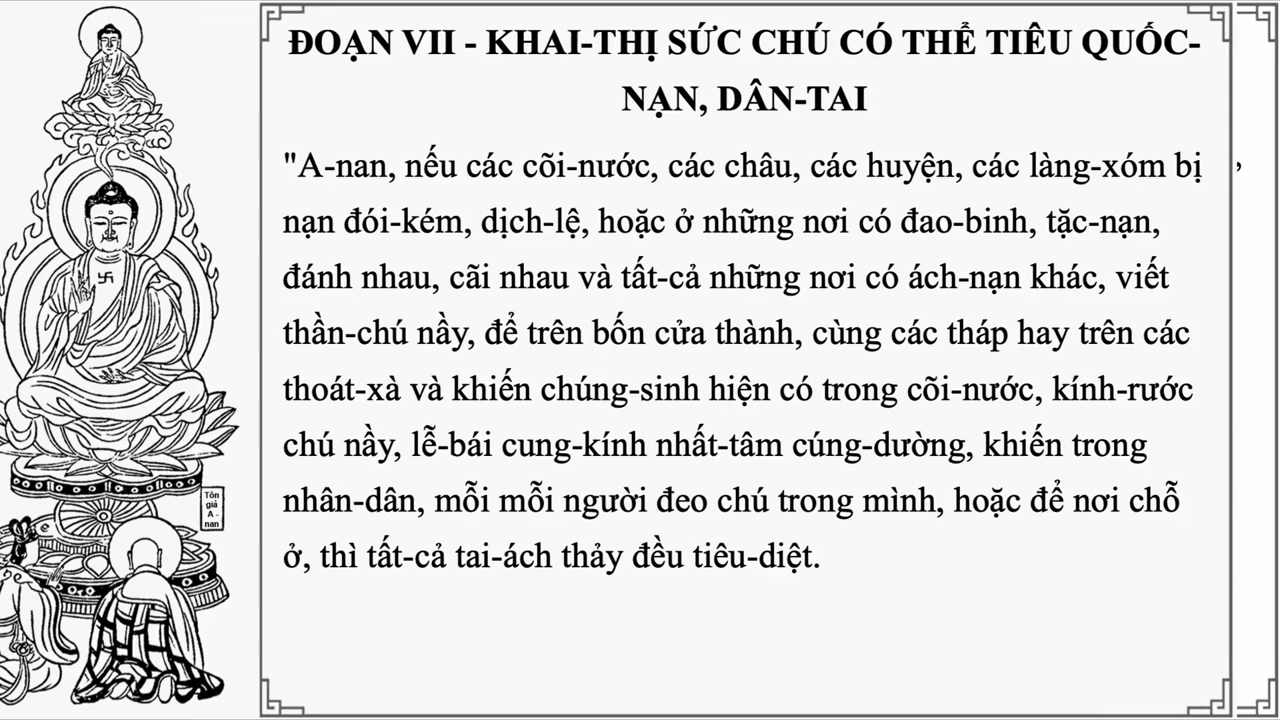 ĐOẠN VII - KHAI-THỊ SỨC CHÚ CÓ THỂ TIÊU QUỐC-
NẠN, DÂN-TAI
"A-nan, nếu các cõi-nước, các châu, các huyện, các làng-xóm bị
nạn đói-kém, dịch-lệ, hoặc ở những nơi có đao-binh, tặc-nạn,
đánh nhau, cãi nhau và tất-cả những nơi có ách-nạn khác, viết
thần-chú nầy, để trên bốn cửa thành, cùng các tháp hay trên các
thoát-xà và khiến chúng-sinh hiện có trong cõi-nước, kính-rước
chú nầy, lễ-bái cung-kính nhất-tâm cúng-dường, khiến trong
nhân-dân, mỗi mỗi người đeo chú trong mình, hoặc để nơi chỗ
ở, thì tất-cả tai-ách thảy đều tiêu-diệt.
Tôn
giả
A -
nan